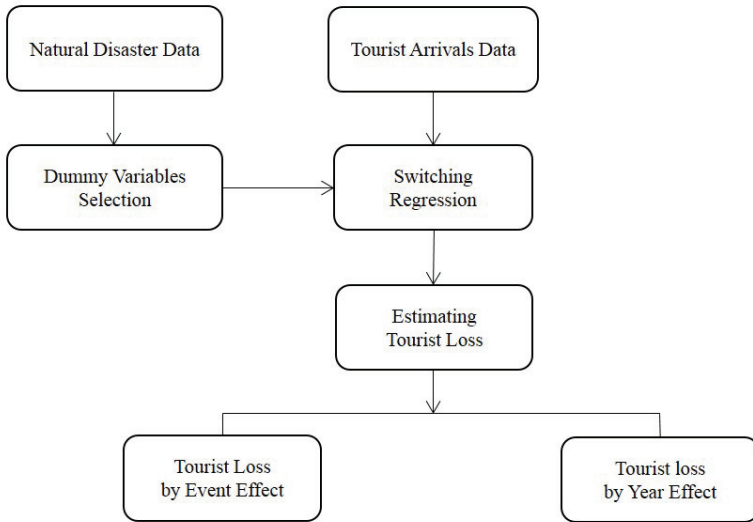 Natural Disaster Data
Tourist Arrivals Data
Dummy Variables
Selection
Switching
Regression
Estimating
Tourist Loss
Tourist Loss
by Event Effect
Tourist loss
by Year Effect